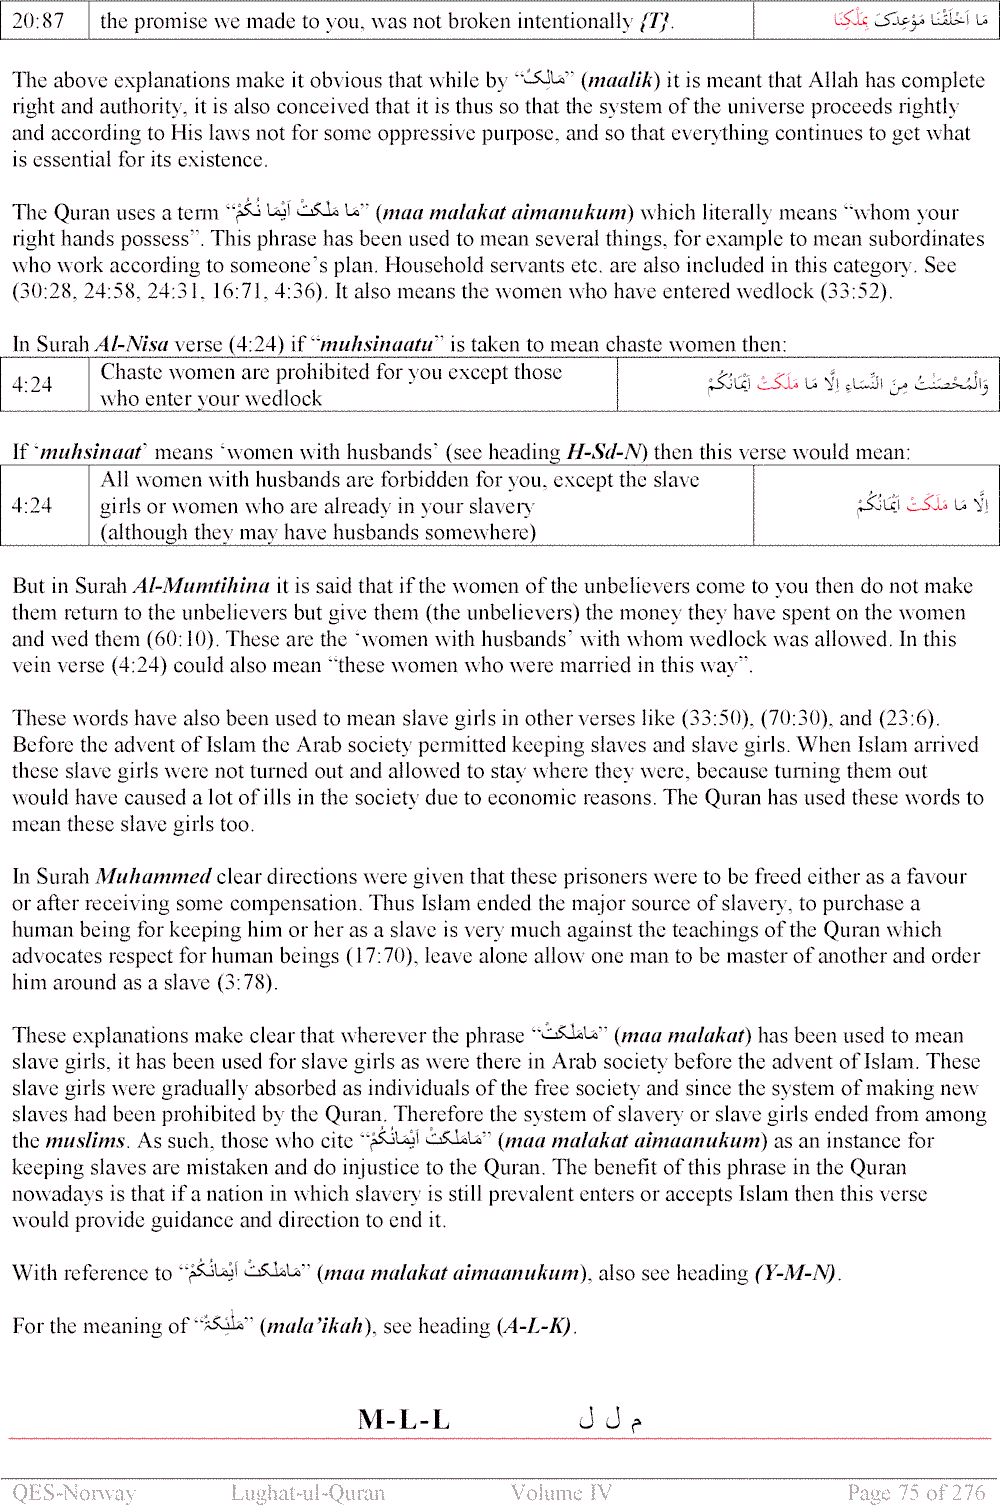 20:87 the promise we made to you, was not broken intentionally {T}. مَا اَخْلَفْنَا مَوْعِدَکَ بِمَلْکِنَا
The above explanations make it obvious that while by “مَالِکٌ” (maalik) it is meant that Allah has complete
right and authority, it is also conceived that it is thus so that the system of the universe proceeds rightly
and according to His laws not for some oppressive purpose, and so that everything continues to get what
is essential for its existence.
The Quran uses a term “مَا مَلَکَتْ اَیْمَا نُکُمْ” (maa malakat aimanukum) which literally means “whom your
right hands possess”. This phrase has been used to mean several things, for example to mean subordinates
who work according to someone’s plan. Household servants etc. are also included in this category. See
(30:28, 24:58, 24:31, 16:71, 4:36). It also means the women who have entered wedlock (33:52).
In Surah Al-Nisa verse (4:24) if “muhsinaatu” is taken to mean chaste women then:
4:24 Chaste women are prohibited for you except those
who enter your wedlock وَالْمُحْصَنٰتُ مِنَ النِّسَاءِ اِلَّا مَا مَلَکَتْ اَیْمَانُکُمْ
If ‘muhsinaat’ means ‘women with husbands’ (see heading H-Sd-N) then this verse would mean:
All women with husbands are forbidden for you, except the slave
4:24 girls or women who are already in your slavery اِلَّا مَا مَلَکَتْ اَیْمَانُکُمْ
(although they may have husbands somewhere)
But in Surah Al-Mumtihina it is said that if the women of the unbelievers come to you then do not make
them return to the unbelievers but give them (the unbelievers) the money they have spent on the women
and wed them (60:10). These are the ‘women with husbands’ with whom wedlock was allowed. In this
vein verse (4:24) could also mean “these women who were married in this way”.
These words have also been used to mean slave girls in other verses like (33:50), (70:30), and (23:6).
Before the advent of Islam the Arab society permitted keeping slaves and slave girls. When Islam arrived
these slave girls were not turned out and allowed to stay where they were, because turning them out
would have caused a lot of ills in the society due to economic reasons. The Quran has used these words to
mean these slave girls too.
In Surah Muhammed clear directions were given that these prisoners were to be freed either as a favour
or after receiving some compensation. Thus Islam ended the major source of slavery, to purchase a
human being for keeping him or her as a slave is very much against the teachings of the Quran which
advocates respect for human beings (17:70), leave alone allow one man to be master of another and order
him around as a slave (3:78).
These explanations make clear that wherever the phrase “مَامَلَکَتْ” (maa malakat) has been used to mean
slave girls, it has been used for slave girls as were there in Arab society before the advent of Islam. These
slave girls were gradually absorbed as individuals of the free society and since the system of making new
slaves had been prohibited by the Quran. Therefore the system of slavery or slave girls ended from among
the muslims. As such, those who cite “مَامَلَکَتْ اَیْمَانُکُمْ” (maa malakat aimaanukum) as an instance for
keeping slaves are mistaken and do injustice to the Quran. The benefit of this phrase in the Quran
nowadays is that if a nation in which slavery is still prevalent enters or accepts Islam then this verse
would provide guidance and direction to end it.
With reference to “مَامَلَکَتْ اَیْمَانُکُمْ” (maa malakat aimaanukum), also see heading (Y-M-N).
For the meaning of “مَلٰئِکَۃٌ” (mala’ikah), see heading (A-L-K).
M-L-L م ل ل
QES-Norway Lughat-ul-Quran Volume IV Page 75 of 276